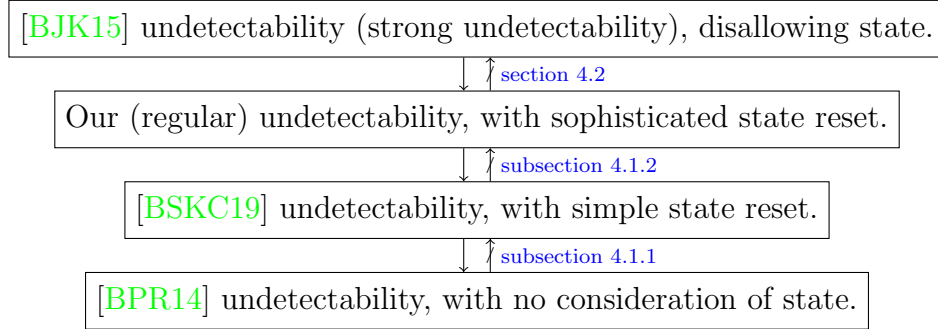 [BJK15] undetectability (strong undetectability), disallowing state.
section 4.2
Our (regular) undetectability, with sophisticated state reset.
subsection 4.1.2
[BSKC19] undetectability, with simple state reset.
subsection 4.1.1
[BPR14] undetectability, with no consideration of state.